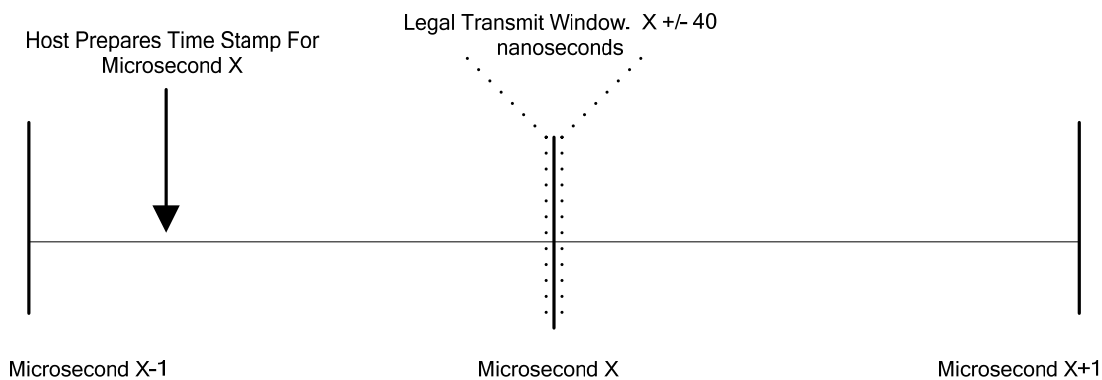 Host Prepares Time Stamp For
Microsecond X
Legal Transmit Window. X +/- 40
nanoseconds
Microsecond X-1
Microsecond X
Microsecond X+1